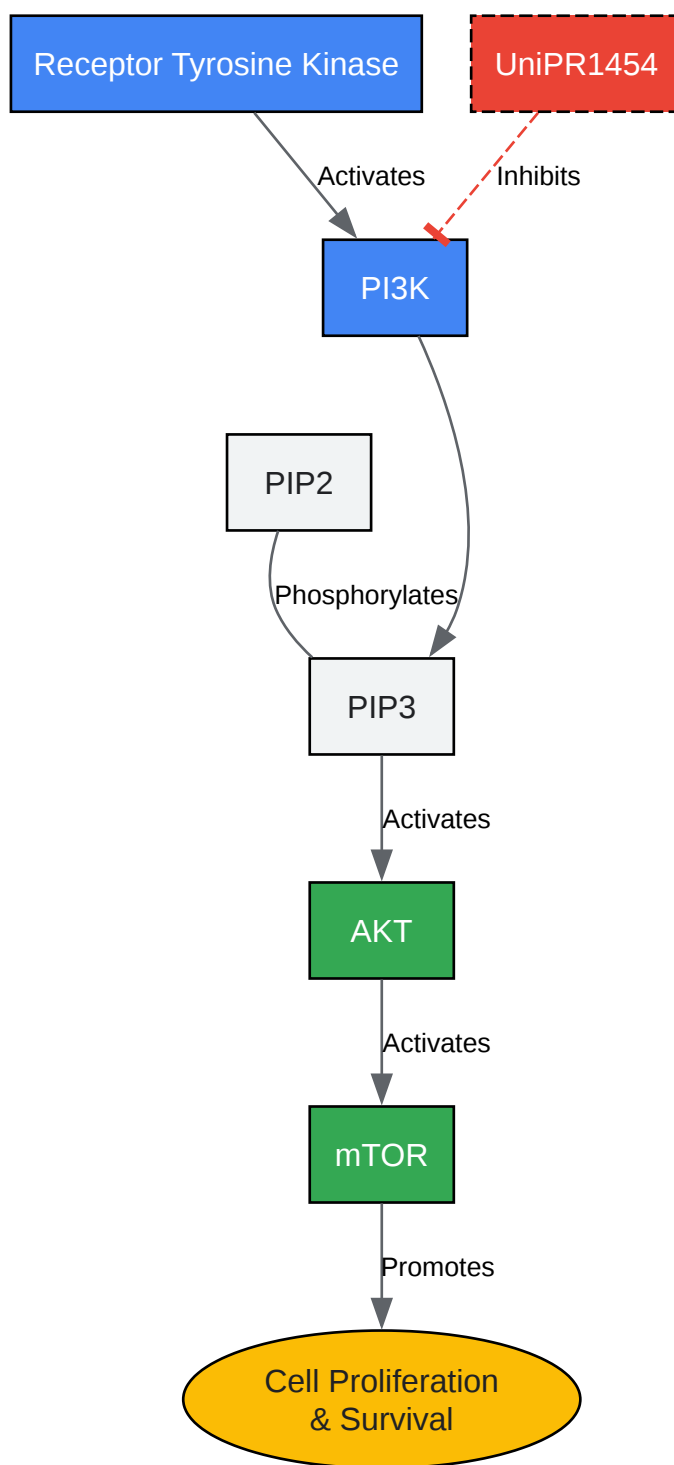 Receptor Tyrosine Kinase
UniPR1454
Activates
Inhibits
PI3K
PIP2
Phosphorylates
PIP3
Activates
AKT
Activates
mTOR
Promotes
Cell Proliferation
& Survival